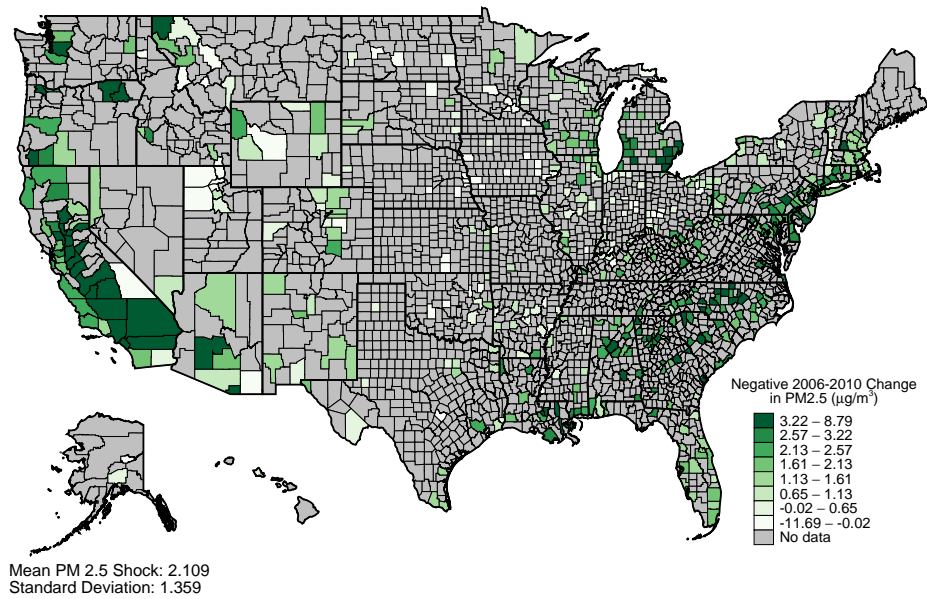 Negative 2006-2010 Change
in PM2.5 (µg/m³)
3.22 – 8.79
2.57 – 3.22
2.13 – 2.57
1.61 – 2.13
1.13 – 1.61
0.65 – 1.13
-0.02 – 0.65
-11.69 – -0.02
No data
Mean PM 2.5 Shock: 2.109
Standard Deviation: 1.359